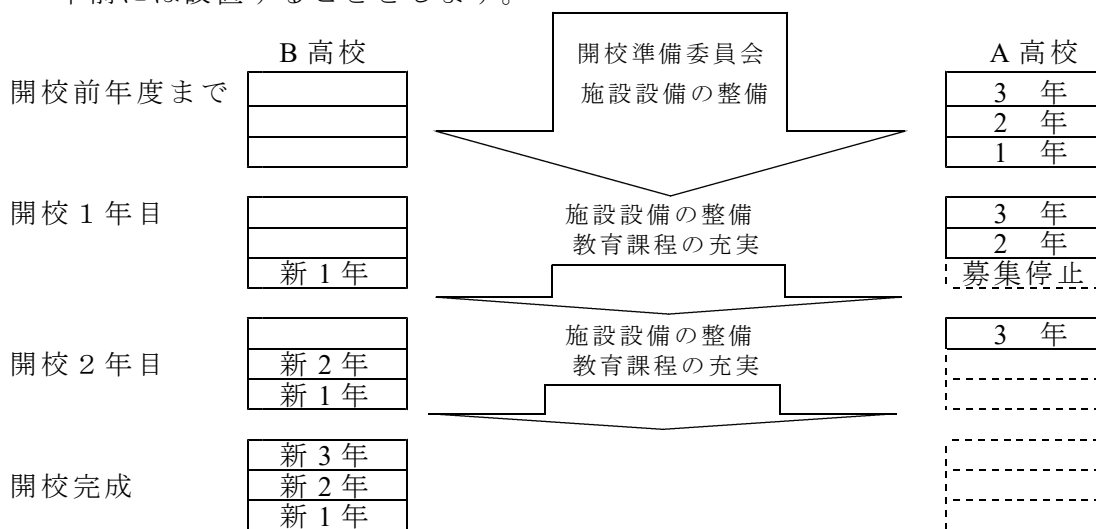 B 高校
開校準備委員会
A 高校
開校前年度まで
施設設備の整備
3 年
2 年
1 年
開校１年目
施設設備の整備
3 年
教育課程の充実
2 年
新 1 年
募集停止
施設設備の整備
3 年
開校２年目
新 2 年
教育課程の充実
新 1 年
新 3 年
開校完成
新 2 年
新 1 年